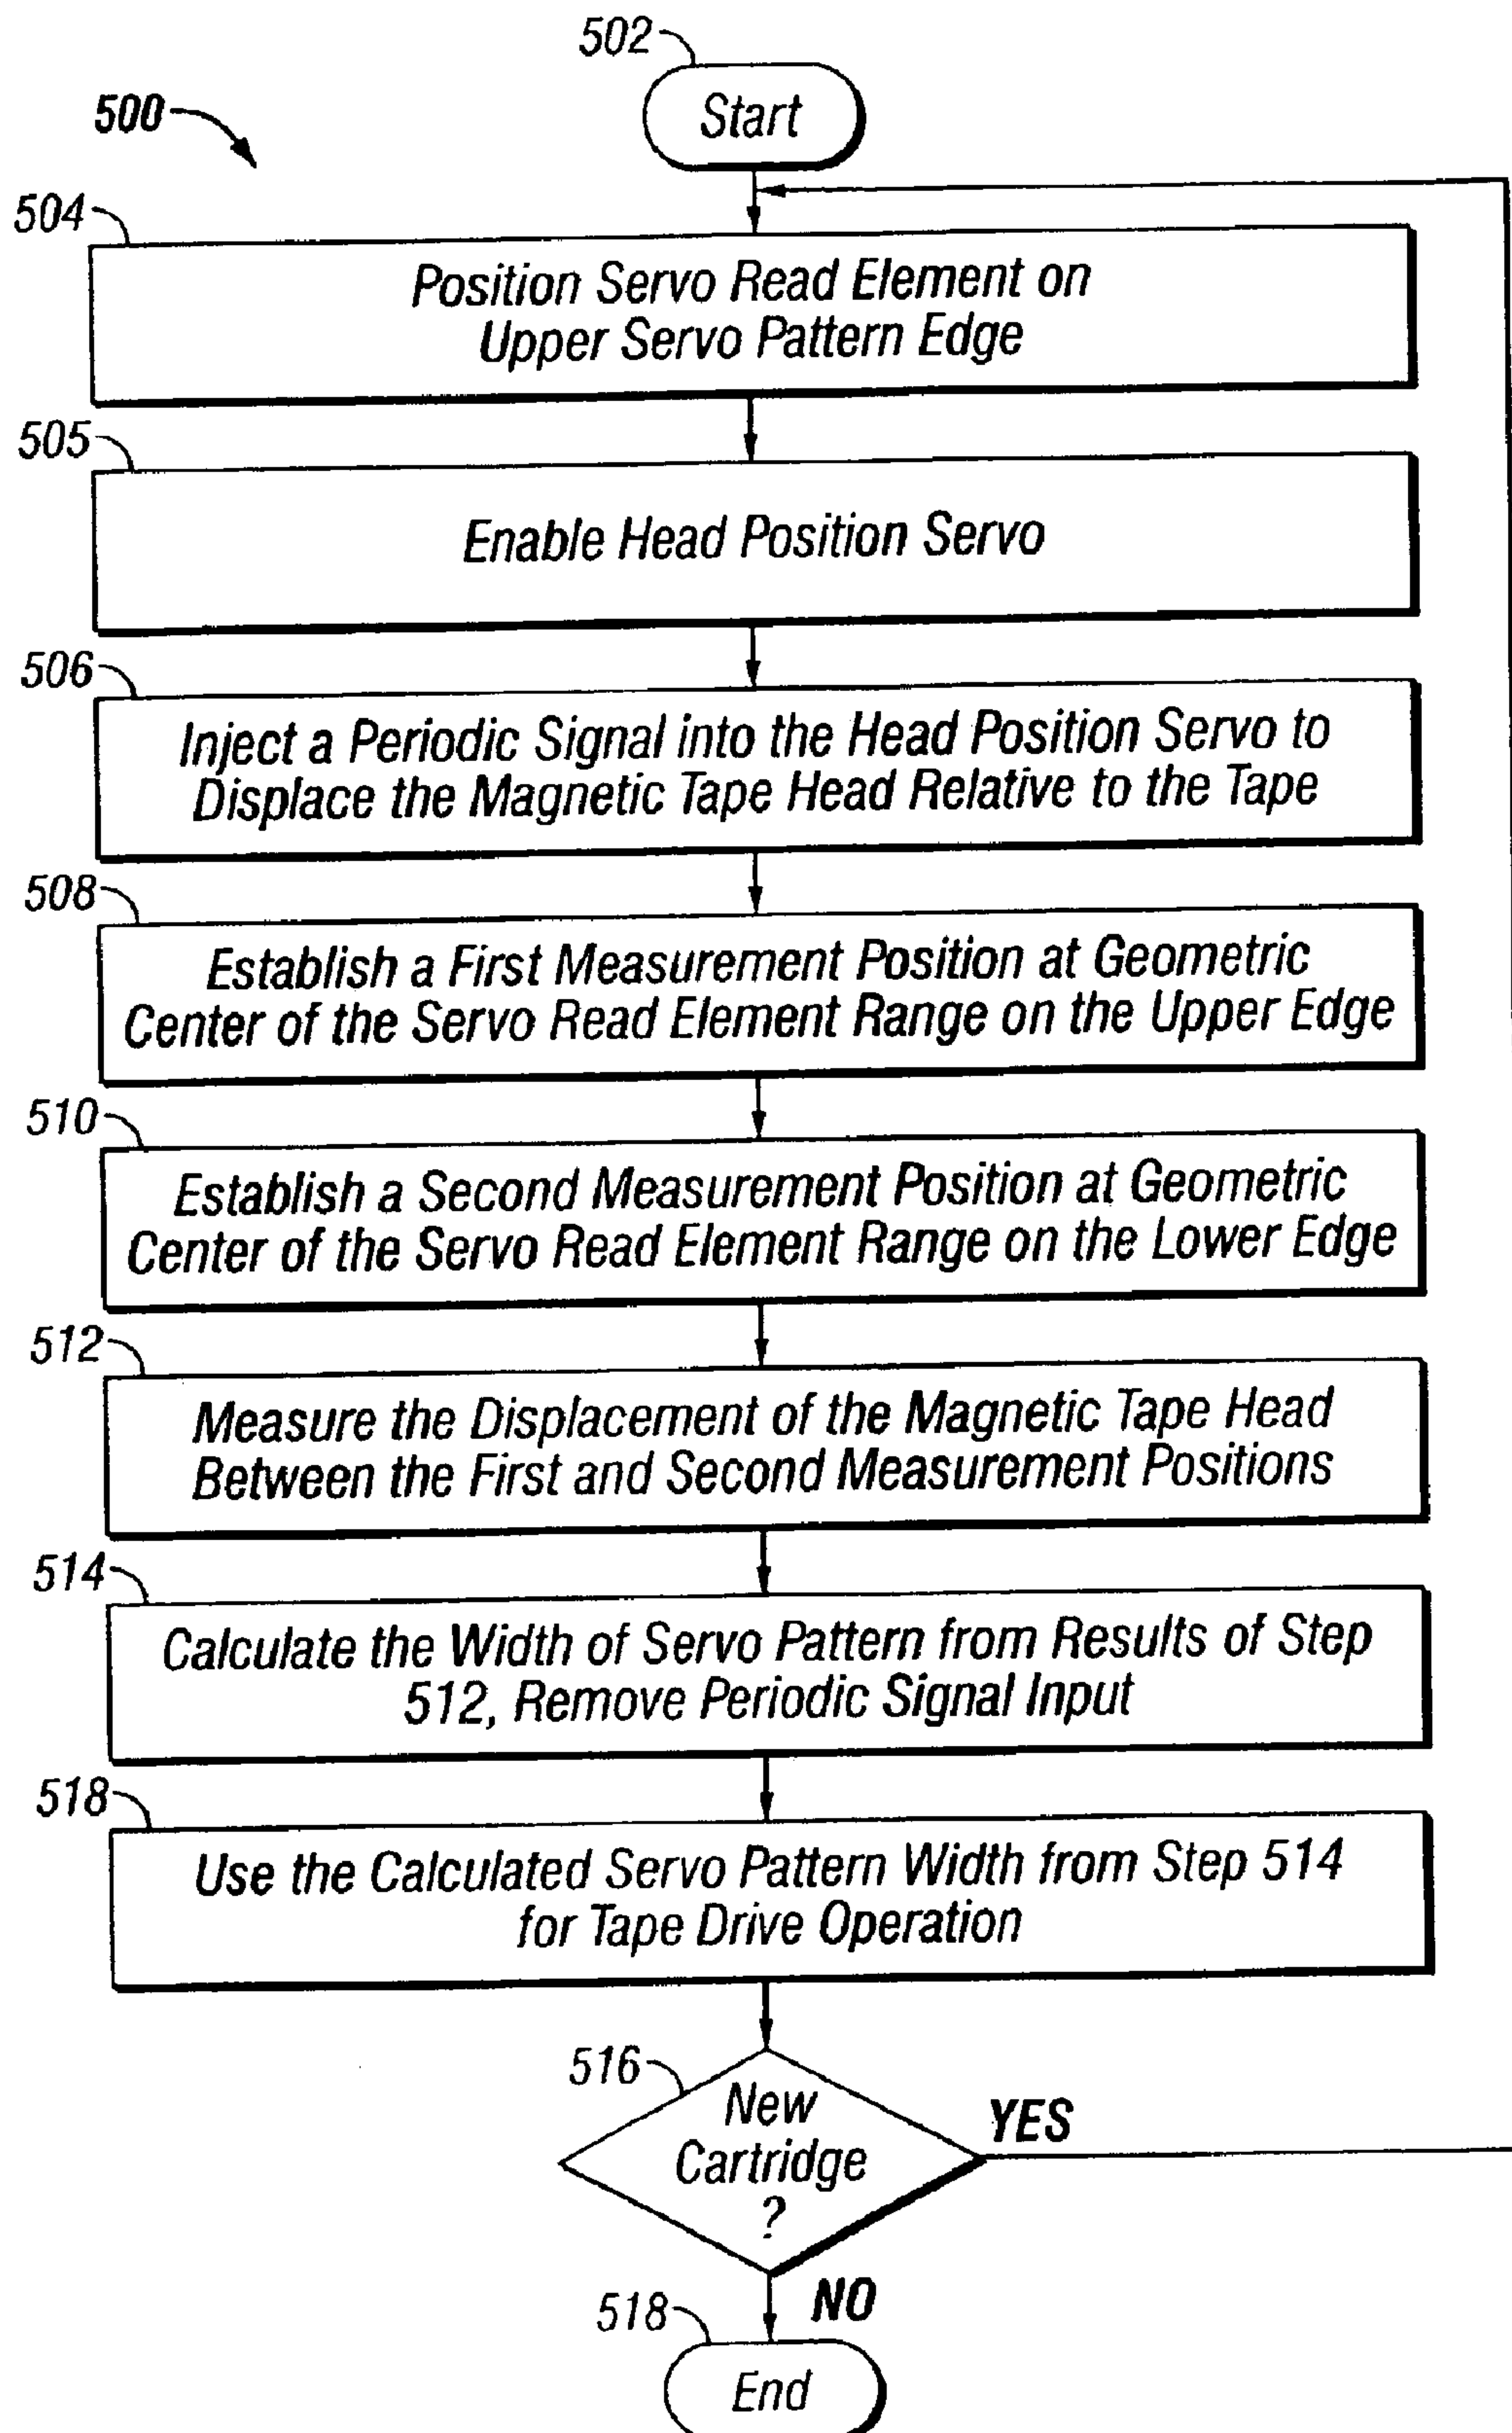 502
Start
500
504
Position Servo Read Element on
Upper Servo Pattern Edge
505
Enable Head Position Servo
506
Inject a Periodic Signal into the Head Position Servo to
Displace the Magnetic Tape Head Relative to the Tape
508
Establish a First Measurement Position at Geometric
Center of the Servo Read Element Range on the Upper Edge
510
Establish a Second Measurement Position at Geometric
Center of the Servo Read Element Range on the Lower Edge
512
Measure the Displacement of the Magnetic Tape Head
Between the First and Second Measurement Positions
514
Calculate the Width of Servo Pattern from Results of Step
512, Remove Periodic Signal Input
518
Use the Calculated Servo Pattern Width from Step 514
for Tape Drive Operation
516
New
Cartridge
?
YES
NO
518
End